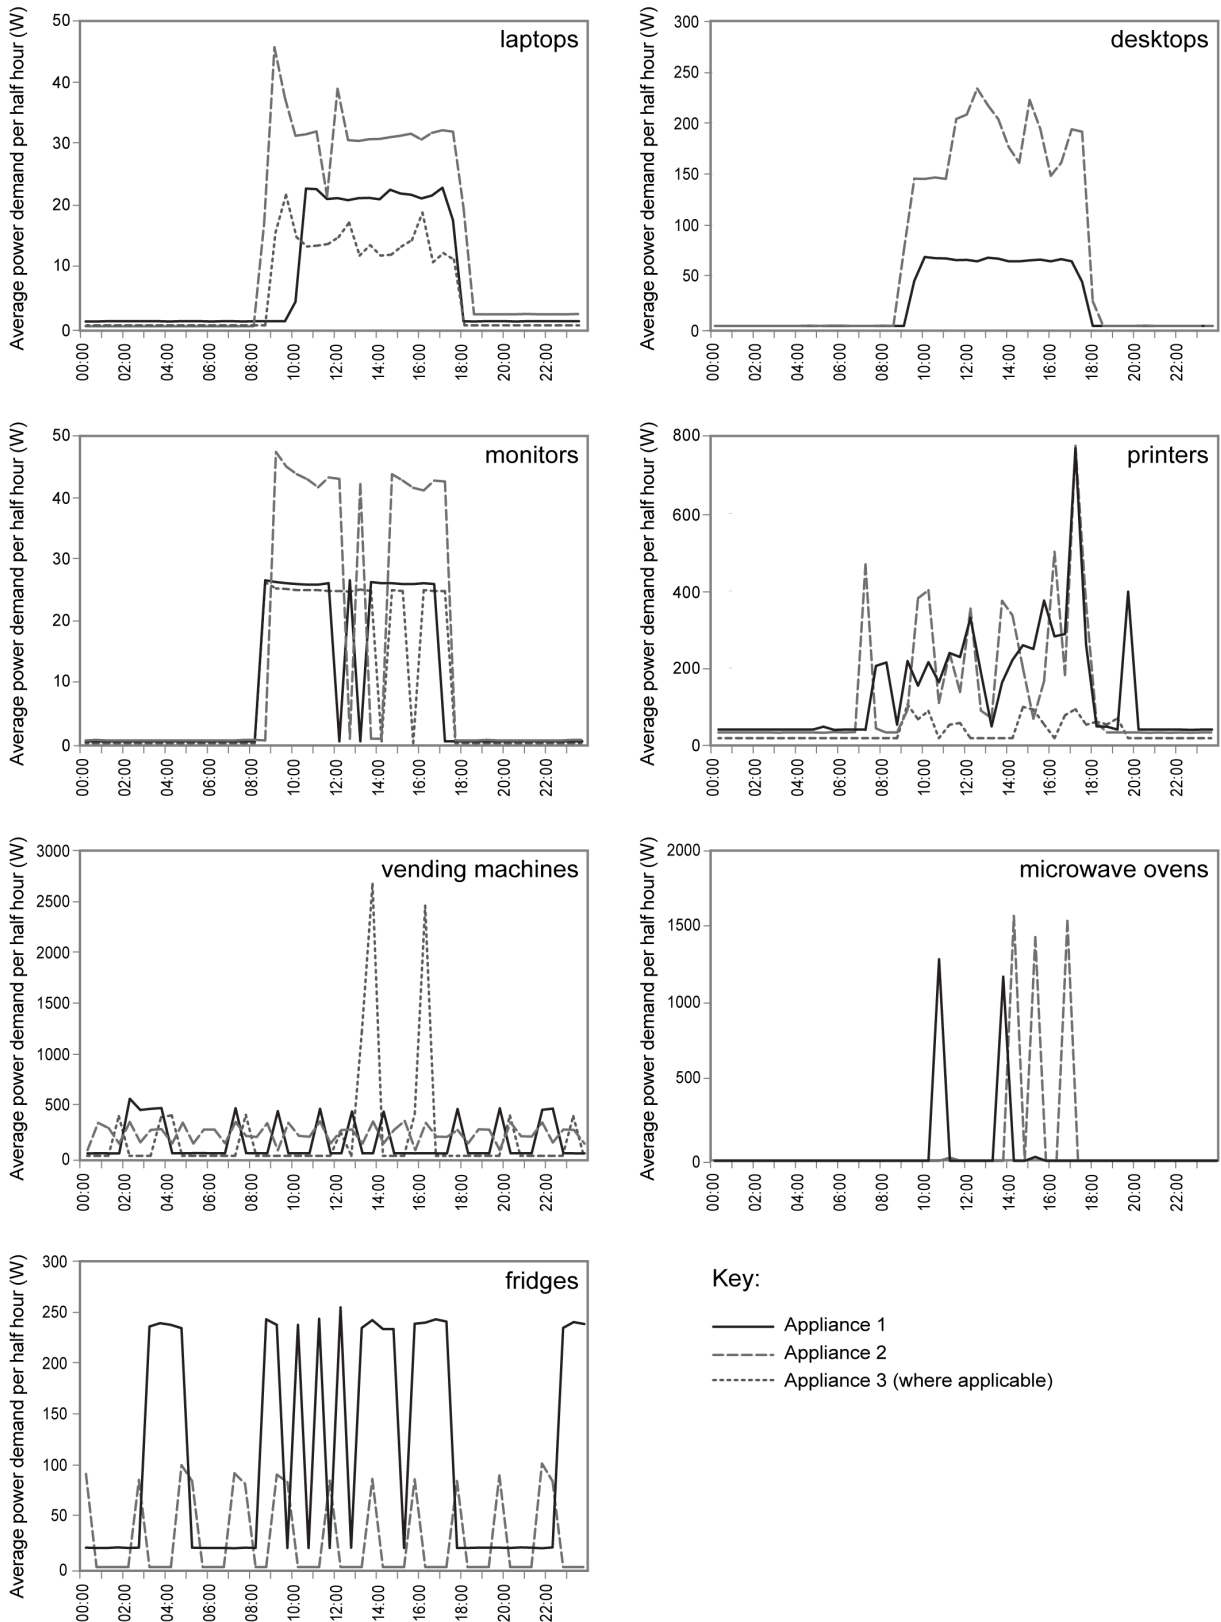 Average power demand per half hour (W)
laptops
50
40
30
20
10
0
00:00 02:00 04:00 06:00 08:00 10:00 12:00 14:00 16:00 18:00 20:00 22:00
Average power demand per half hour (W)
desktops
300
250
200
150
100
50
0
00:00 02:00 04:00 06:00 08:00 10:00 12:00 14:00 16:00 18:00 20:00 22:00
Average power demand per half hour (W)
monitors
50
40
30
20
10
0
00:00 02:00 04:00 06:00 08:00 10:00 12:00 14:00 16:00 18:00 20:00 22:00
Average power demand per half hour (W)
printers
800
600
400
200
0
00:00 02:00 04:00 06:00 08:00 10:00 12:00 14:00 16:00 18:00 20:00 22:00
Average power demand per half hour (W)
vending machines
3000
2500
2000
1500
1000
500
0
00:00 02:00 04:00 06:00 08:00 10:00 12:00 14:00 16:00 18:00 20:00 22:00
Average power demand per half hour (W)
microwave ovens
2000
1500
1000
500
0
00:00 02:00 04:00 06:00 08:00 10:00 12:00 14:00 16:00 18:00 20:00 22:00
Average power demand per half hour (W)
fridges
300
250
200
150
100
50
0
00:00 02:00 04:00 06:00 08:00 10:00 12:00 14:00 16:00 18:00 20:00 22:00
Key:
Appliance 1
Appliance 2
Appliance 3 (where applicable)